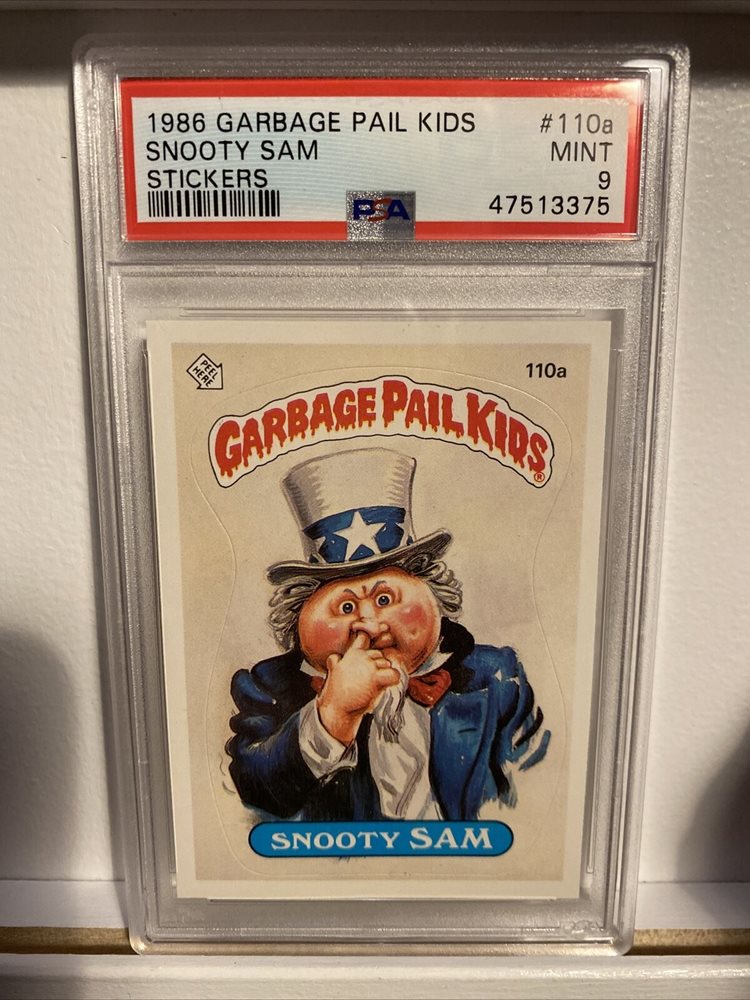 1986 GARBAGE PAIL KIDS #110a
SNOOTY SAM MINT
STICKERS 9
PSA 47513375
PEEL HERE
110a
GARBAGE PAIL KIDS®
SNOOTY SAM